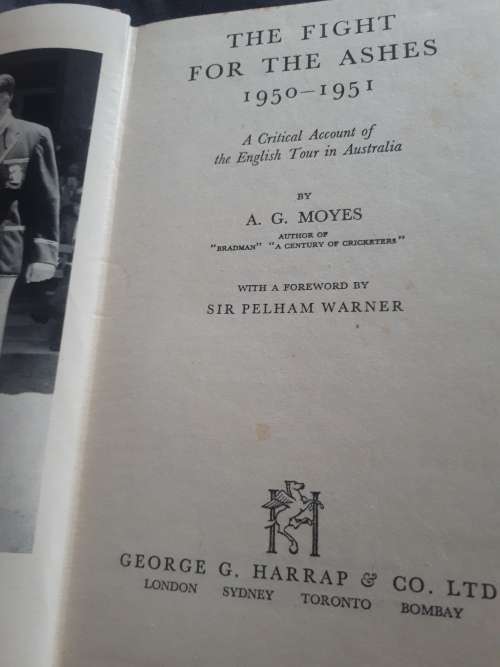 THE FIGHT
FOR THE ASHES
1950–1951
A Critical Account of
the English Tour in Australia
BY
A. G. MOYES
AUTHOR OF
"BRADMAN" "A CENTURY OF CRICKETERS"
WITH A FOREWORD BY
SIR PELHAM WARNER
H
GEORGE G. HARRAP & CO. LTD
LONDON SYDNEY TORONTO BOMBAY